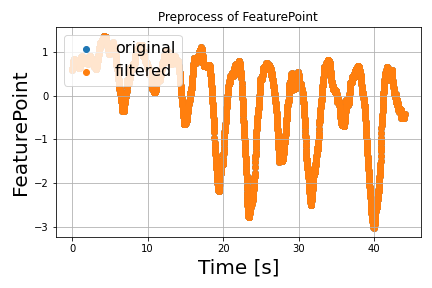 Preprocess of FeaturePoint
original
filtered
FeaturePoint
1
0
−1
−2
−3
0
10
20
30
40
Time [s]